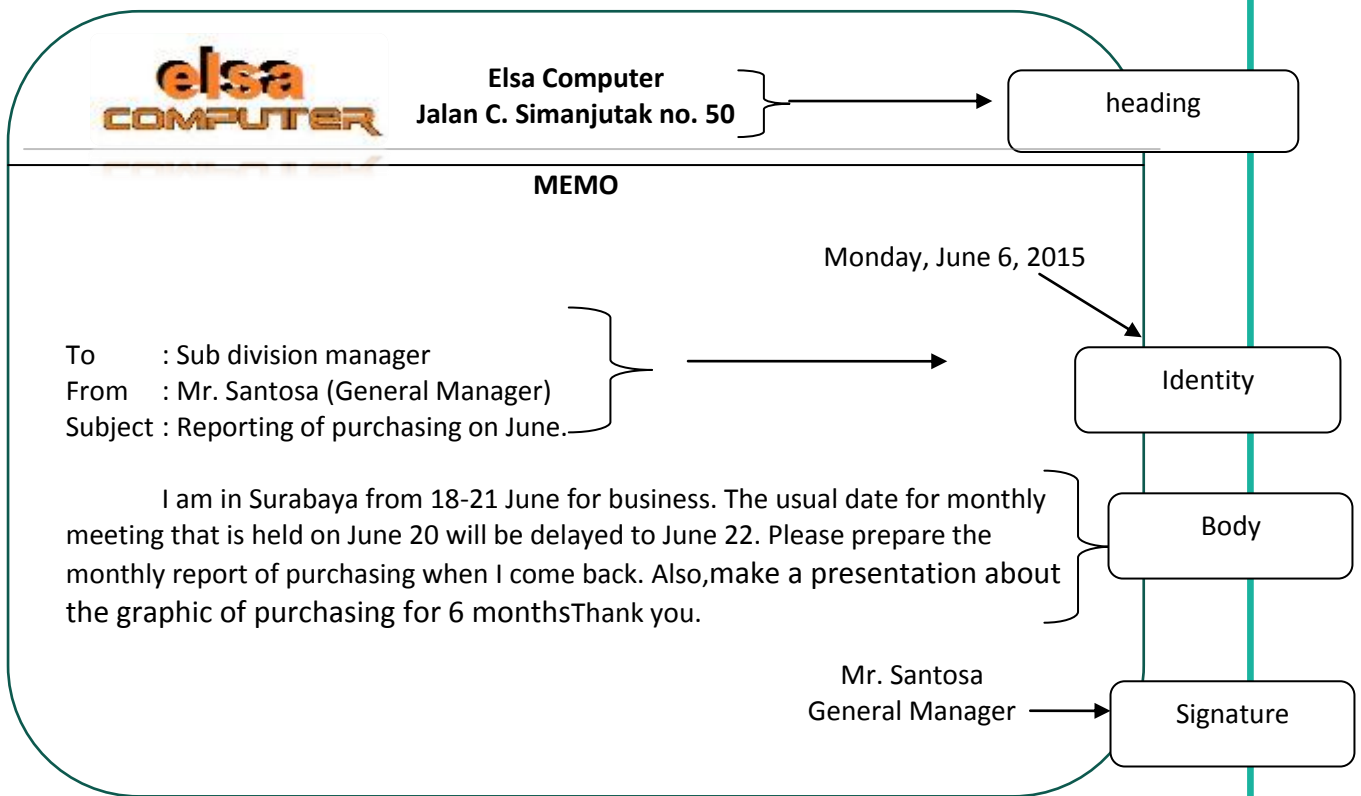 elsa
COMPUTER
Elsa Computer
Jalan C. Simanjutak no. 50
heading
MEMO
Monday, June 6, 2015
To : Sub division manager
From : Mr. Santosa (General Manager)
Subject : Reporting of purchasing on June.
Identity
I am in Surabaya from 18-21 June for business. The usual date for monthly
meeting that is held on June 20 will be delayed to June 22. Please prepare the
monthly report of purchasing when I come back. Also,make a presentation about
the graphic of purchasing for 6 monthsThank you.
Body
Mr. Santosa
General Manager
Signature